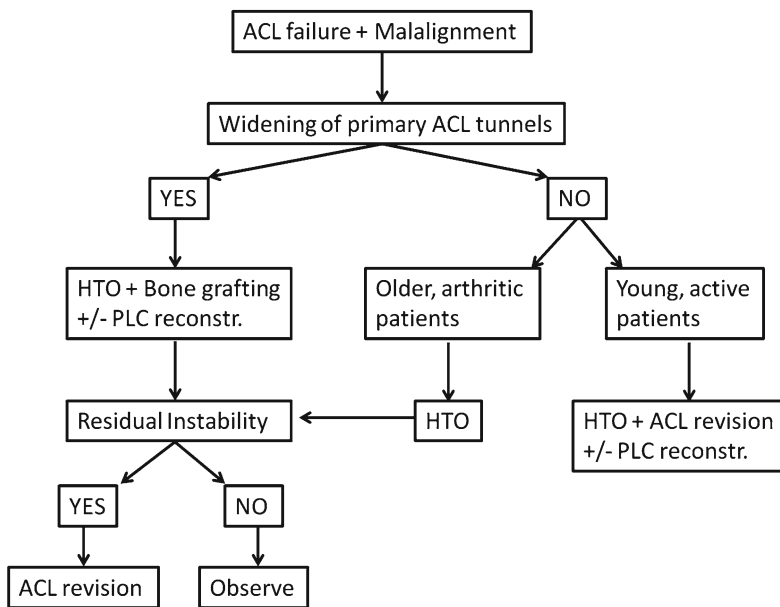 ACL failure + Malalignment
Widening of primary ACL tunnels
YES
NO
HTO + Bone grafting
+/- PLC reconstr.
Older, arthritic
patients
Young, active
patients
Residual Instability
HTO
HTO + ACL revision
+/- PLC reconstr.
YES
NO
ACL revision
Observe